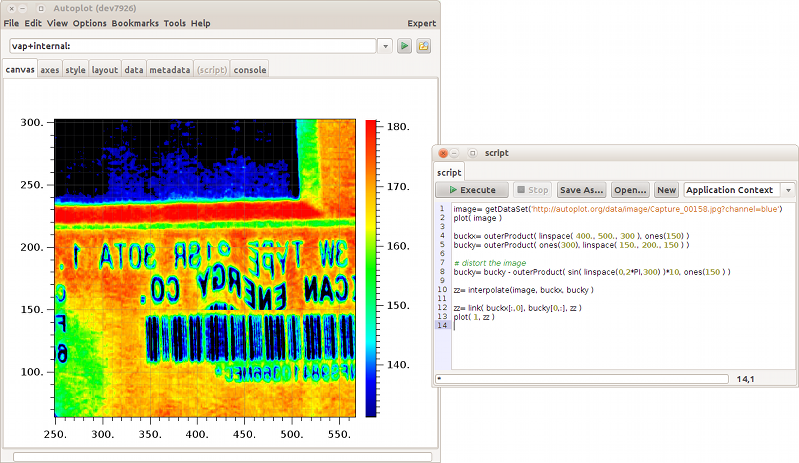 Autoplot (dev7926)
File Edit View Options Bookmarks Tools Help Expert
vap+internal:
canvas axes style layout data metadata (script) console
300.
250.
200.
150.
100.
250. 300. 350. 400. 450. 500. 550.
180.
170.
160.
150.
140.
3W TYPE
ENERGY
CO.
script
script
Execute Stop Save As... Open... New Application Context
1 image= getDataSet('http://autoplot.org/data/image/Capture_00158.jpg?channel=blue')
2 plot( image )
3
4 buckx= outerProduct( linspace( 400., 500., 300 ), ones(150) )
5 bucky= outerProduct( ones(300), linspace( 150., 200., 150 ) )
6
7 # distort the image
8 bucky= bucky - outerProduct( sin( linspace(0,2*PI,300) )*10, ones(150 ) )
9
10 zz= interpolate( image, buckx, bucky )
11
12 zz= link( buckx[:,0], bucky[0,:], zz )
13 plot( 1, zz )
14
*
14,1